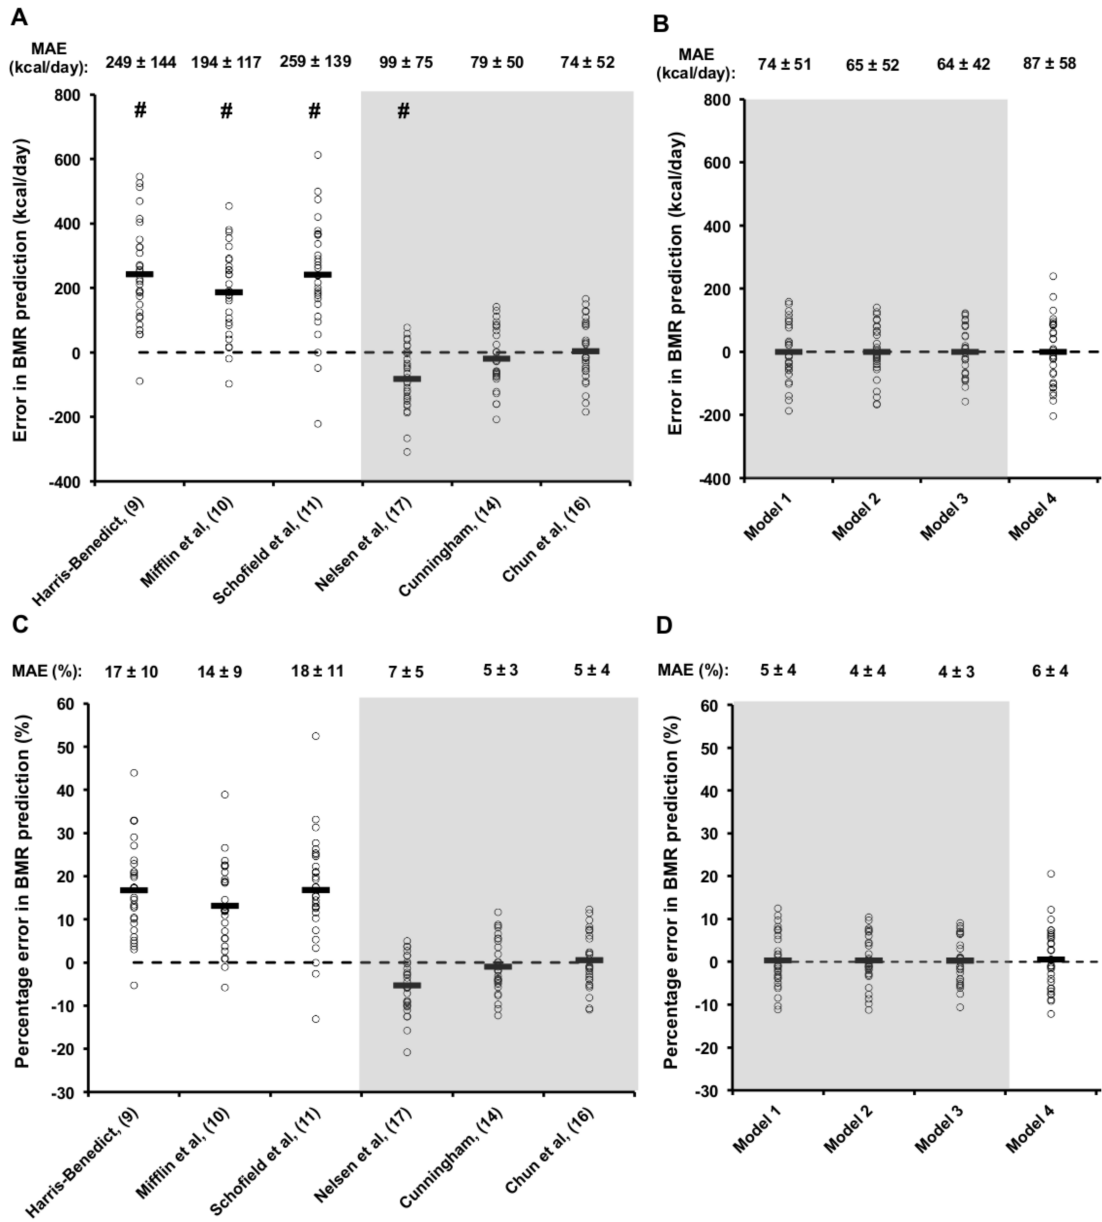 A
MAE
(kcal/day):
249 ± 144 194 ± 117 259 ± 139 99 ± 75 79 ± 50 74 ± 52
# # # #
Error in BMR prediction (kcal/day)
800
600
400
200
0
-200
-400
Harris-Benedict, (9)
Mifflin et al, (10)
Schofield et al, (11)
Nelsen et al, (17)
Cunningham, (14)
Chun et al, (16)
B
MAE
(kcal/day):
74 ± 51 65 ± 52 64 ± 42 87 ± 58
Error in BMR prediction (kcal/day)
800
600
400
200
0
-200
-400
Model 1
Model 2
Model 3
Model 4
C
MAE (%): 17 ± 10 14 ± 9 18 ± 11 7 ± 5 5 ± 3 5 ± 4
Percentage error in BMR prediction (%)
60
50
40
30
20
10
0
-10
-20
-30
Harris-Benedict, (9)
Mifflin et al, (10)
Schofield et al, (11)
Nelsen et al, (17)
Cunningham, (14)
Chun et al, (16)
D
MAE (%): 5 ± 4 4 ± 4 4 ± 3 6 ± 4
Percentage error in BMR prediction (%)
60
50
40
30
20
10
0
-10
-20
-30
Model 1
Model 2
Model 3
Model 4